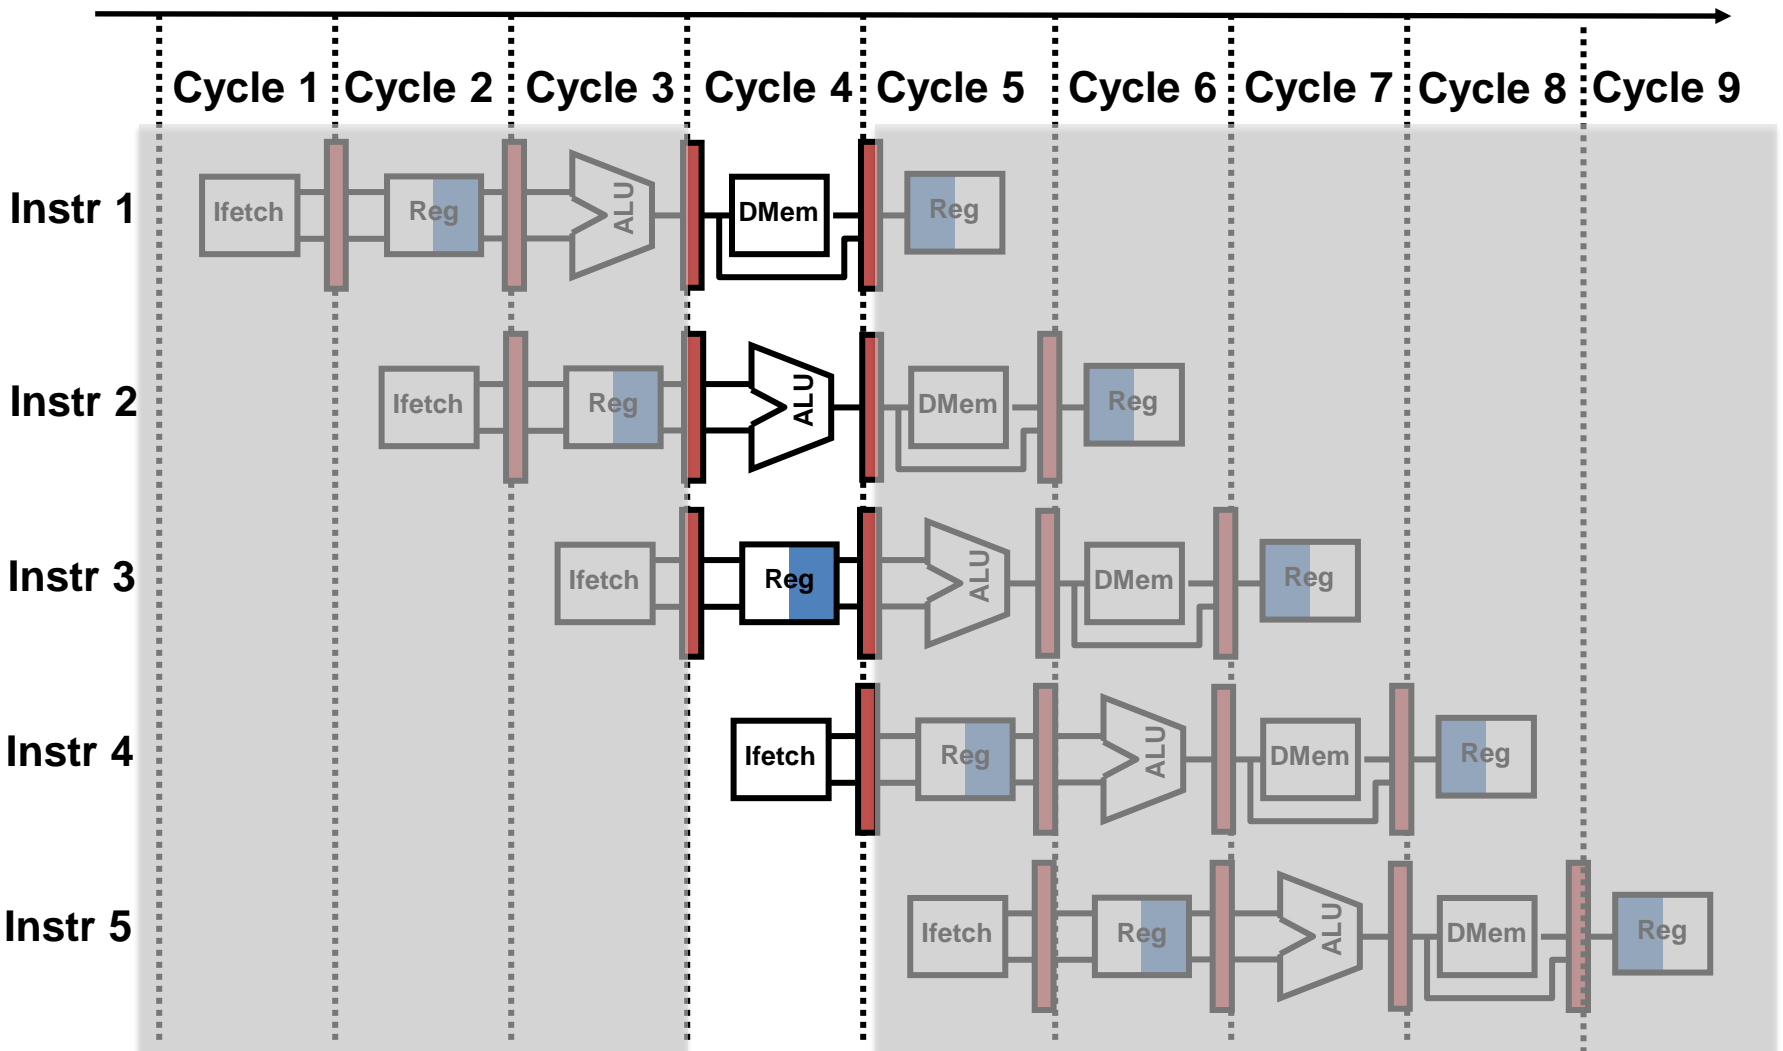 Cycle 1 Cycle 2 Cycle 3 Cycle 4 Cycle 5 Cycle 6 Cycle 7 Cycle 8 Cycle 9
Instr 1 Ifetch Reg ALU DMem Reg
Instr 2 Ifetch Reg ALU DMem Reg
Instr 3 Ifetch Reg ALU DMem Reg
Instr 4 Ifetch Reg ALU DMem Reg
Instr 5 Ifetch Reg ALU DMem Reg